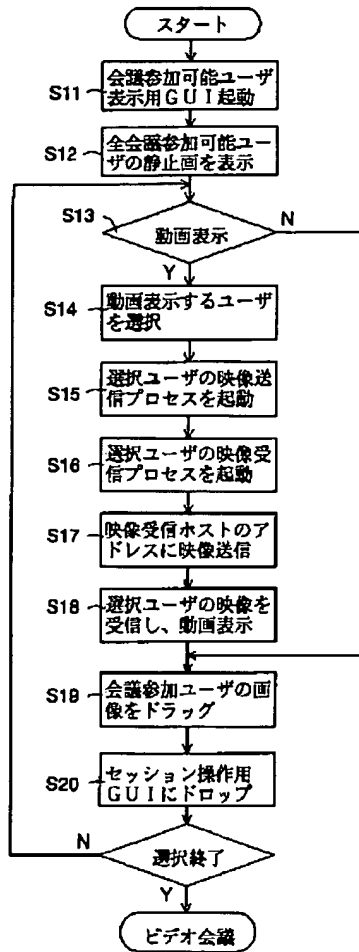 スタート
S11
会議参加可能ユーザ
表示用GUI起動
S12
全会議参加可能ユー
ザの静止画を表示
S13
動画表示
N
Y
S14
動画表示するユーザ
を選択
S15
選択ユーザの映像送
信プロセスを起動
S16
選択ユーザの映像受
信プロセスを起動
S17
映像受信ホストのア
ドレスに映像送信
S18
選択ユーザの映像を
受信し、動画表示
S19
会議参加ユーザの画
像をドラッグ
S20
セッション操作用
GUIにドロップ
N
選択終了
Y
ビデオ会議